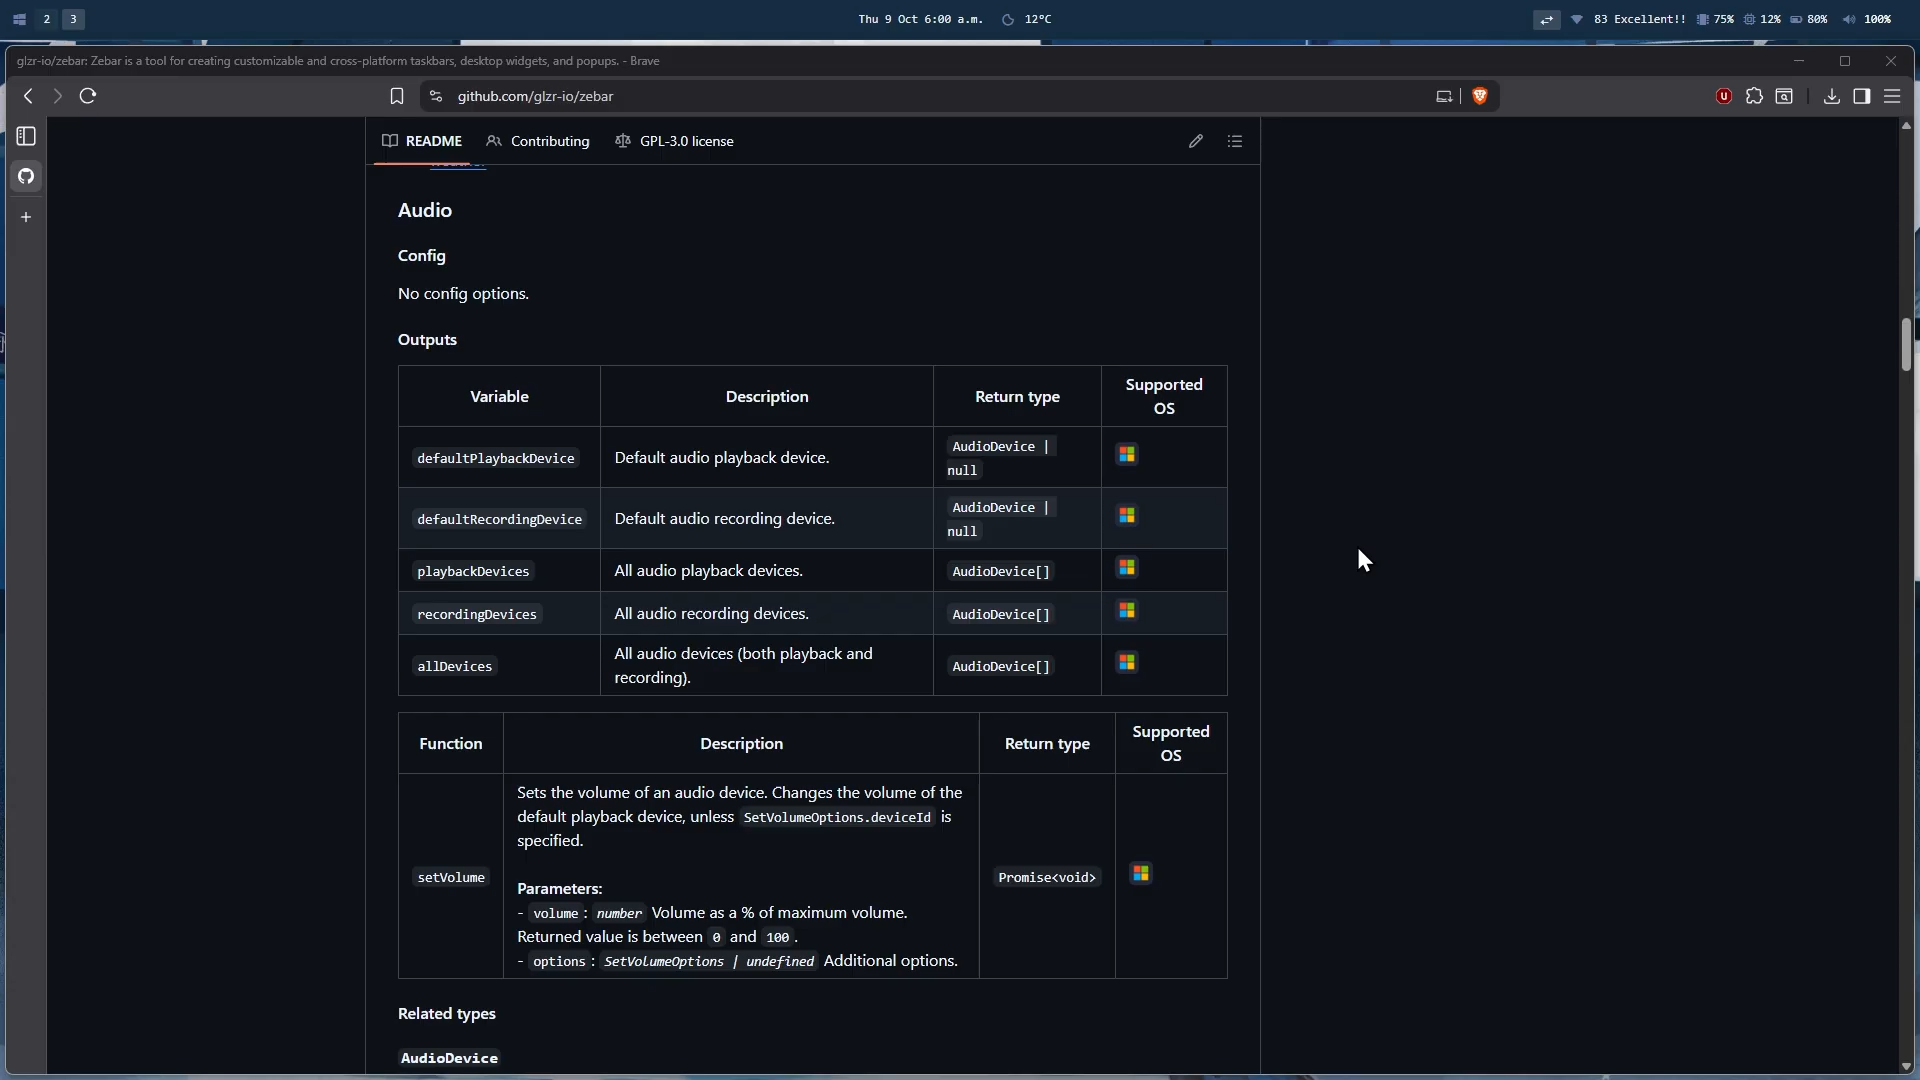 2 3 Thu 9 Oct 6:00 a.m. 12°C 83 Excellent!! 75% 12% 80% 100%
glzr-io/zebar: Zebar is a tool for creating customizable and cross-platform taskbars, desktop widgets, and popups. - Brave
github.com/glzr-io/zebar
README Contributing GPL-3.0 license
Audio
Config
No config options.
Outputs
Variable Description Return type Supported
OS
defaultPlaybackDevice Default audio playback device. AudioDevice |
null
defaultRecordingDevice Default audio recording device. AudioDevice |
null
playbackDevices All audio playback devices. AudioDevice[]
recordingDevices All audio recording devices. AudioDevice[]
allDevices All audio devices (both playback and
recording). AudioDevice[]
Function Description Return type Supported
OS
setVolume Sets the volume of an audio device. Changes the volume of the
default playback device, unless SetVolumeOptions.deviceId is
specified.
Parameters:
- volume: number Volume as a % of maximum volume.
Returned value is between 0 and 100.
- options: SetVolumeOptions | undefined Additional options.
Promise<void>
Related types
AudioDevice